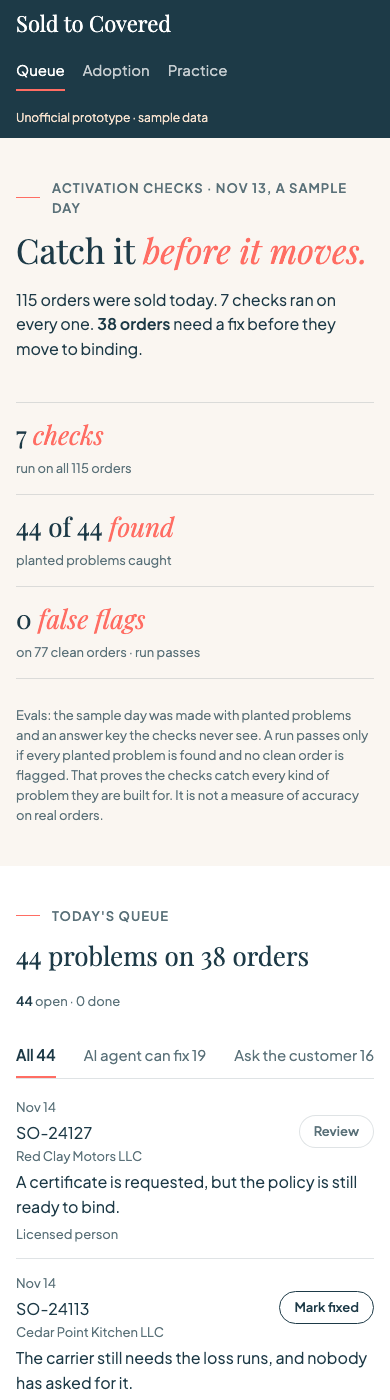 Sold to Covered
Queue Adoption Practice
Unofficial prototype · sample data
ACTIVATION CHECKS · NOV 13, A SAMPLE
DAY
Catch it before it moves.
115 orders were sold today. 7 checks ran on
every one. 38 orders need a fix before they
move to binding.
7 checks
run on all 115 orders
44 of 44 found
planted problems caught
0 false flags
on 77 clean orders · run passes
Evals: the sample day was made with planted problems
and an answer key the checks never see. A run passes only
if every planted problem is found and no clean order is
flagged. That proves the checks catch every kind of
problem they are built for. It is not a measure of accuracy
on real orders.
TODAY'S QUEUE
44 problems on 38 orders
44 open · 0 done
All 44 AI agent can fix 19 Ask the customer 16
Nov 14
SO-24127
Review
Red Clay Motors LLC
A certificate is requested, but the policy is still
ready to bind.
Licensed person
Nov 14
SO-24113
Mark fixed
Cedar Point Kitchen LLC
The carrier still needs the loss runs, and nobody
has asked for it.